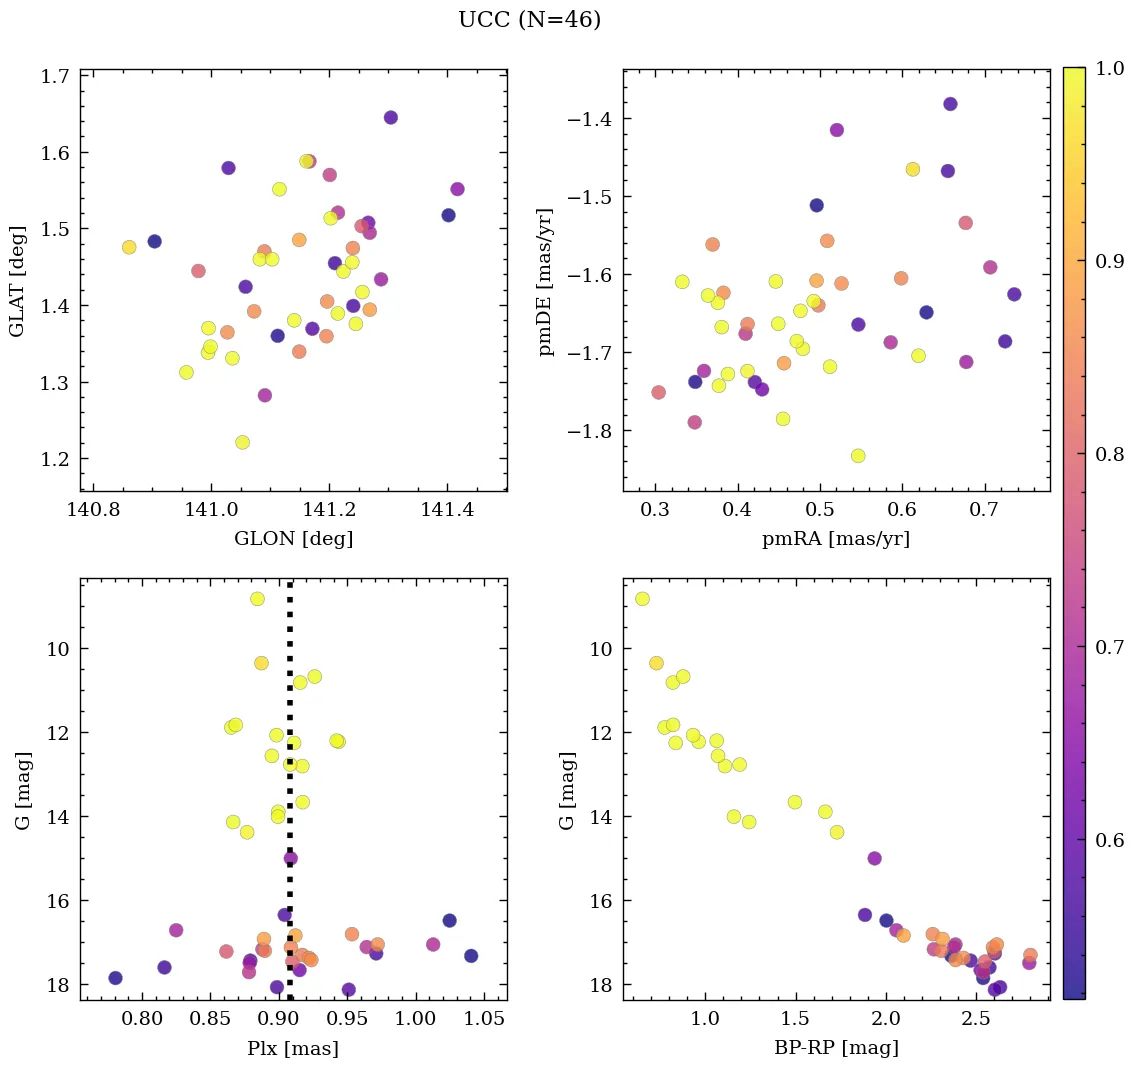 UCC (N=46)
1.7
1.6
1.5
1.4
1.3
1.2
GLAT [deg]
140.8 141.0 141.2 141.4
GLON [deg]
−1.4
−1.5
−1.6
−1.7
−1.8
pmDE [mas/yr]
0.3 0.4 0.5 0.6 0.7
pmRA [mas/yr]
1.0
0.9
0.8
0.7
0.6
10
12
14
16
18
G [mag]
0.80 0.85 0.90 0.95 1.00 1.05
Plx [mas]
10
12
14
16
18
G [mag]
1.0 1.5 2.0 2.5
BP-RP [mag]